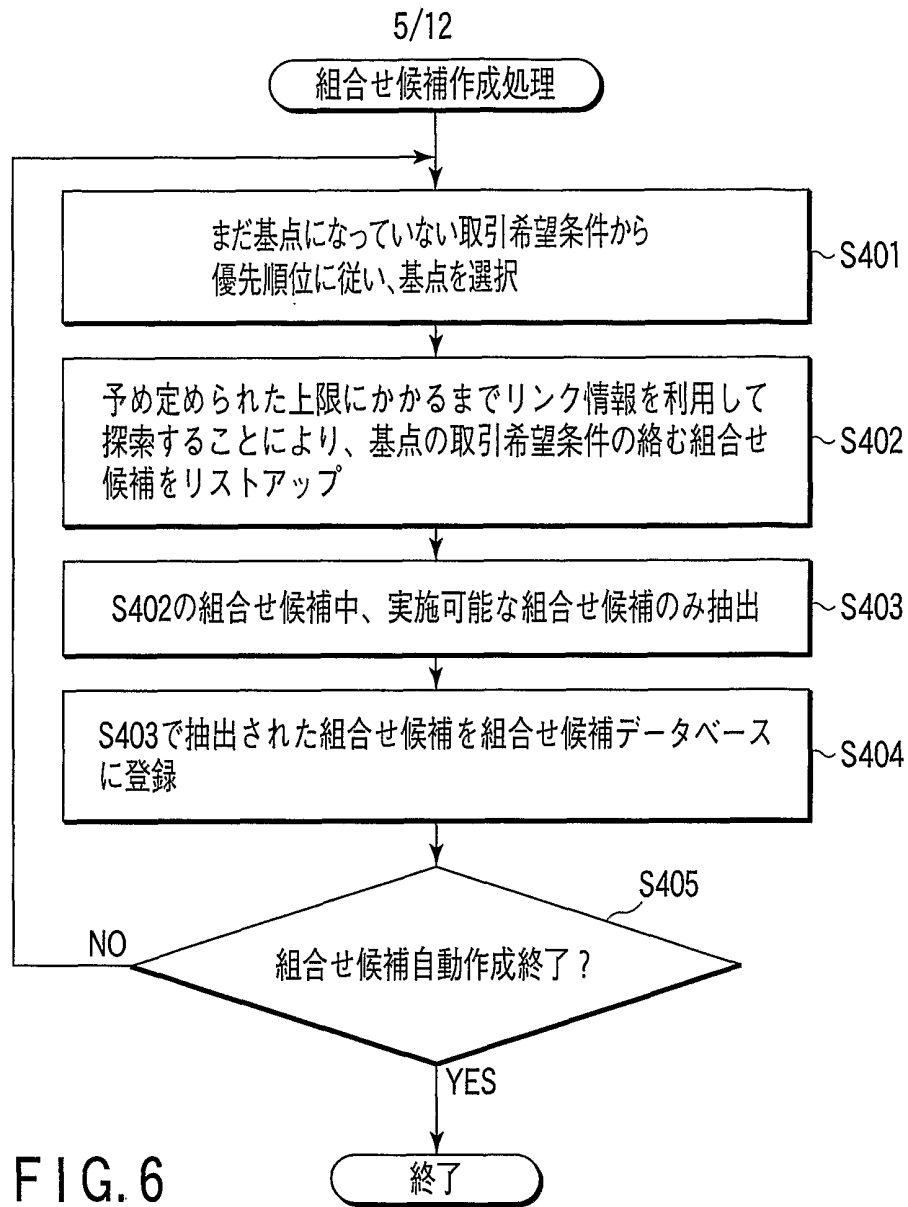 5/12
組合せ候補作成処理
まだ基点になっていない取引希望条件から
優先順位に従い、基点を選択
S401
予め定められた上限にかかるまでリンク情報を利用して
探索することにより、基点の取引希望条件の絡む組合せ
候補をリストアップ
S402
S402の組合せ候補中、実施可能な組合せ候補のみ抽出
S403
S403で抽出された組合せ候補を組合せ候補データベース
に登録
S404
S405
NO
組合せ候補自動作成終了?
YES
終了
FIG.6